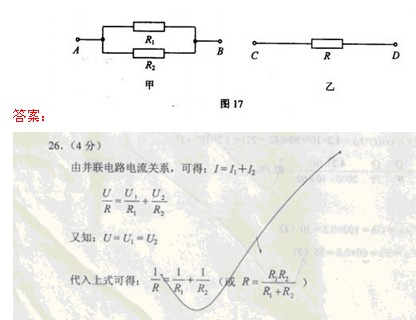 A R₁ R₂ B C R D
甲 乙
图 17
答案：
26.（4 分）
由并联电路电流关系，可得：I=I₁+I₂
U/R = U₁/R₁ + U₂/R₂
又知：U=U₁=U₂
代入上式可得：1/R = 1/R₁ + 1/R₂（或 R = R₁R₂/(R₁+R₂)）